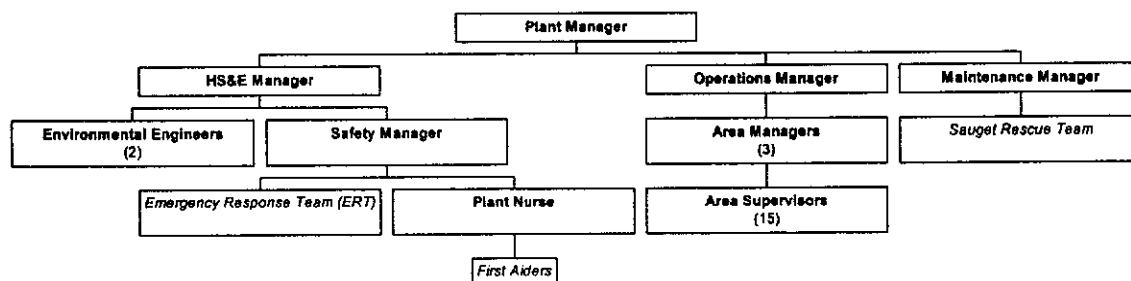 Plant Manager
HS&E Manager
Operations Manager
Maintenance Manager
Environmental Engineers
(2)
Safety Manager
Area Managers
(3)
Sauget Rescue Team
Emergency Response Team (ERT)
Plant Nurse
Area Supervisors
(15)
First Aiders